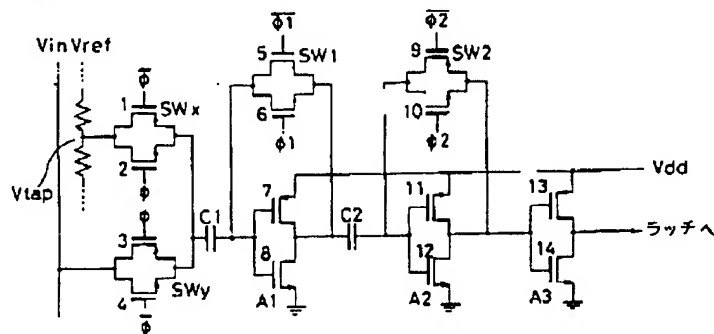 φ̅1
φ̅2
Vin Vref
5 SW1
9 SW2
φ̅
1 SWx
6
10
φ1
φ2
2
Vdd
Vtap
φ
7
11
13
φ
C1
C2
3
ラッチへ
8
12
14
4 SWy
A1
A2
A3
φ̅